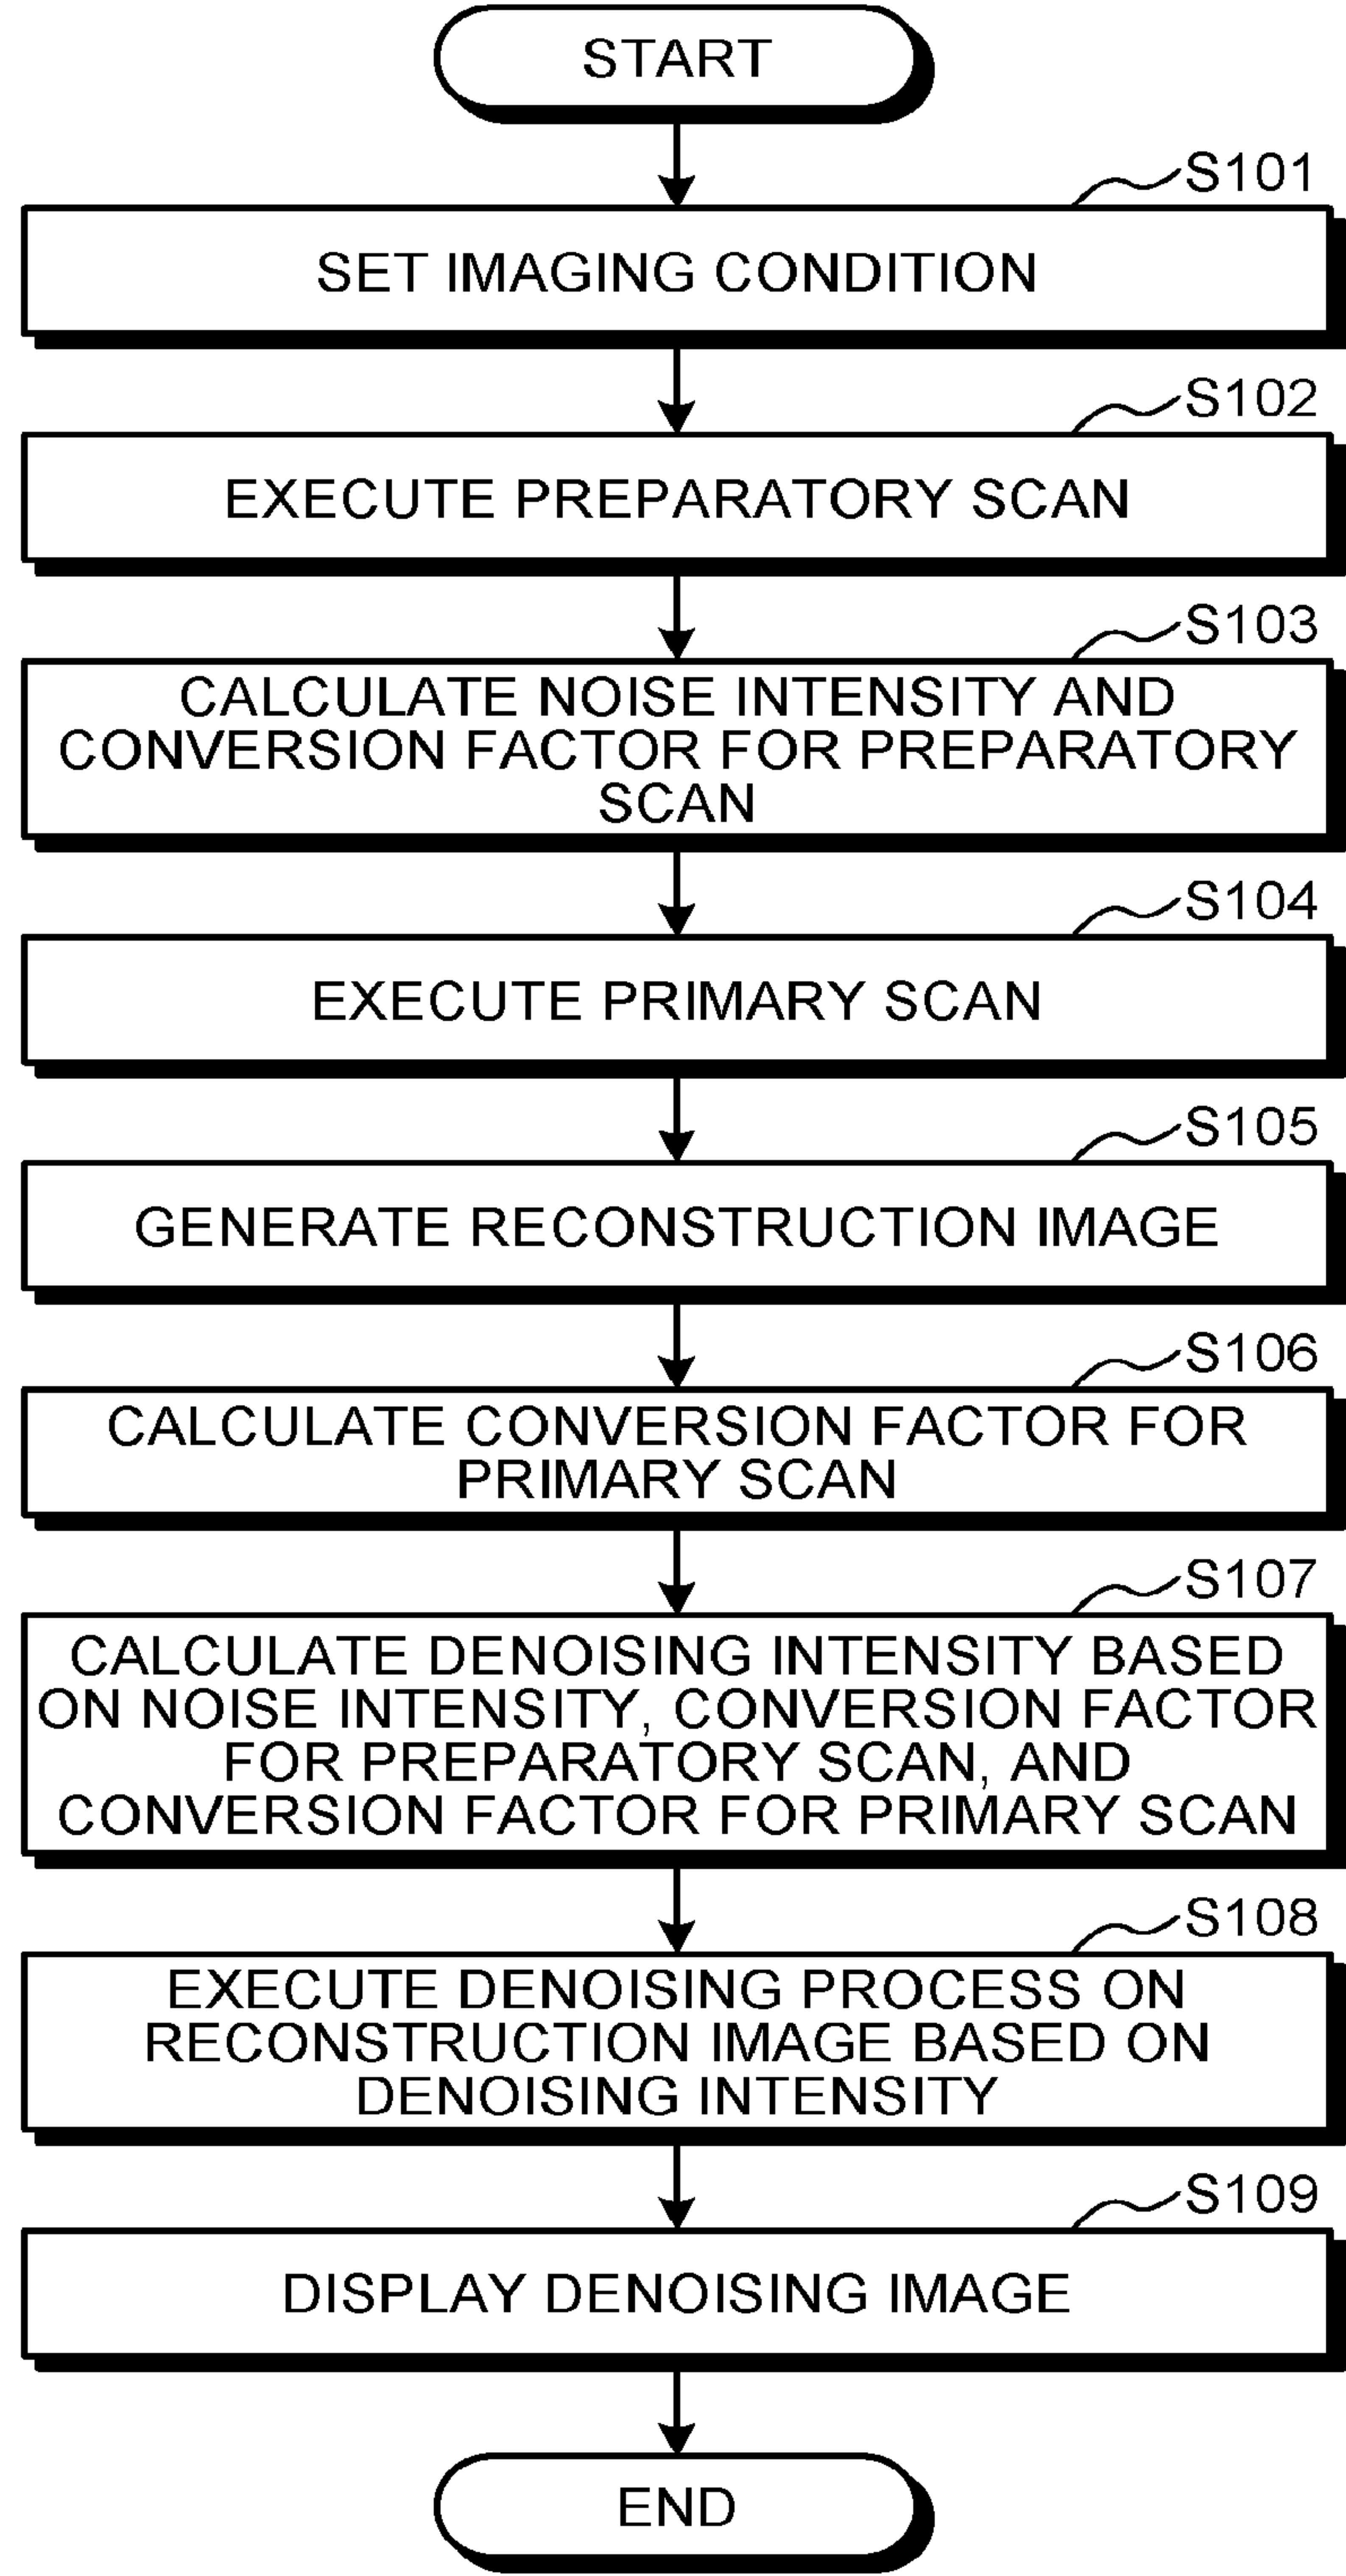 START
S101
SET IMAGING CONDITION
S102
EXECUTE PREPARATORY SCAN
S103
CALCULATE NOISE INTENSITY AND
CONVERSION FACTOR FOR PREPARATORY
SCAN
S104
EXECUTE PRIMARY SCAN
S105
GENERATE RECONSTRUCTION IMAGE
S106
CALCULATE CONVERSION FACTOR FOR
PRIMARY SCAN
S107
CALCULATE DENOISING INTENSITY BASED
ON NOISE INTENSITY, CONVERSION FACTOR
FOR PREPARATORY SCAN, AND
CONVERSION FACTOR FOR PRIMARY SCAN
S108
EXECUTE DENOISING PROCESS ON
RECONSTRUCTION IMAGE BASED ON
DENOISING INTENSITY
S109
DISPLAY DENOISING IMAGE
END